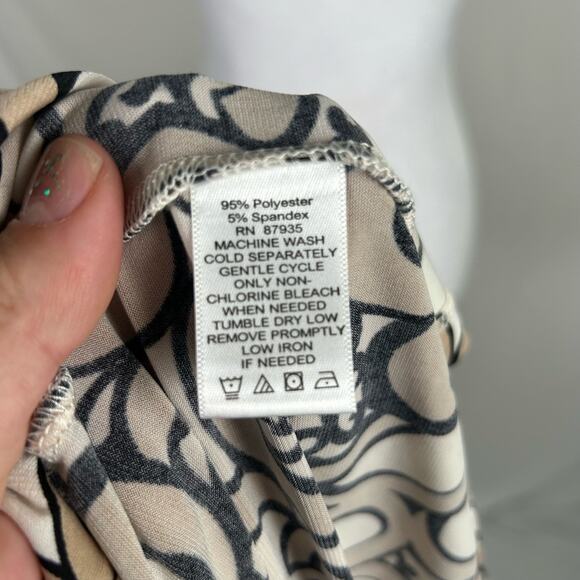 95% Polyester
5% Spandex
RN 87935
MACHINE WASH
COLD SEPARATELY
GENTLE CYCLE
ONLY NON-
CHLORINE BLEACH
WHEN NEEDED
TUMBLE DRY LOW
REMOVE PROMPTLY
LOW IRON
IF NEEDED